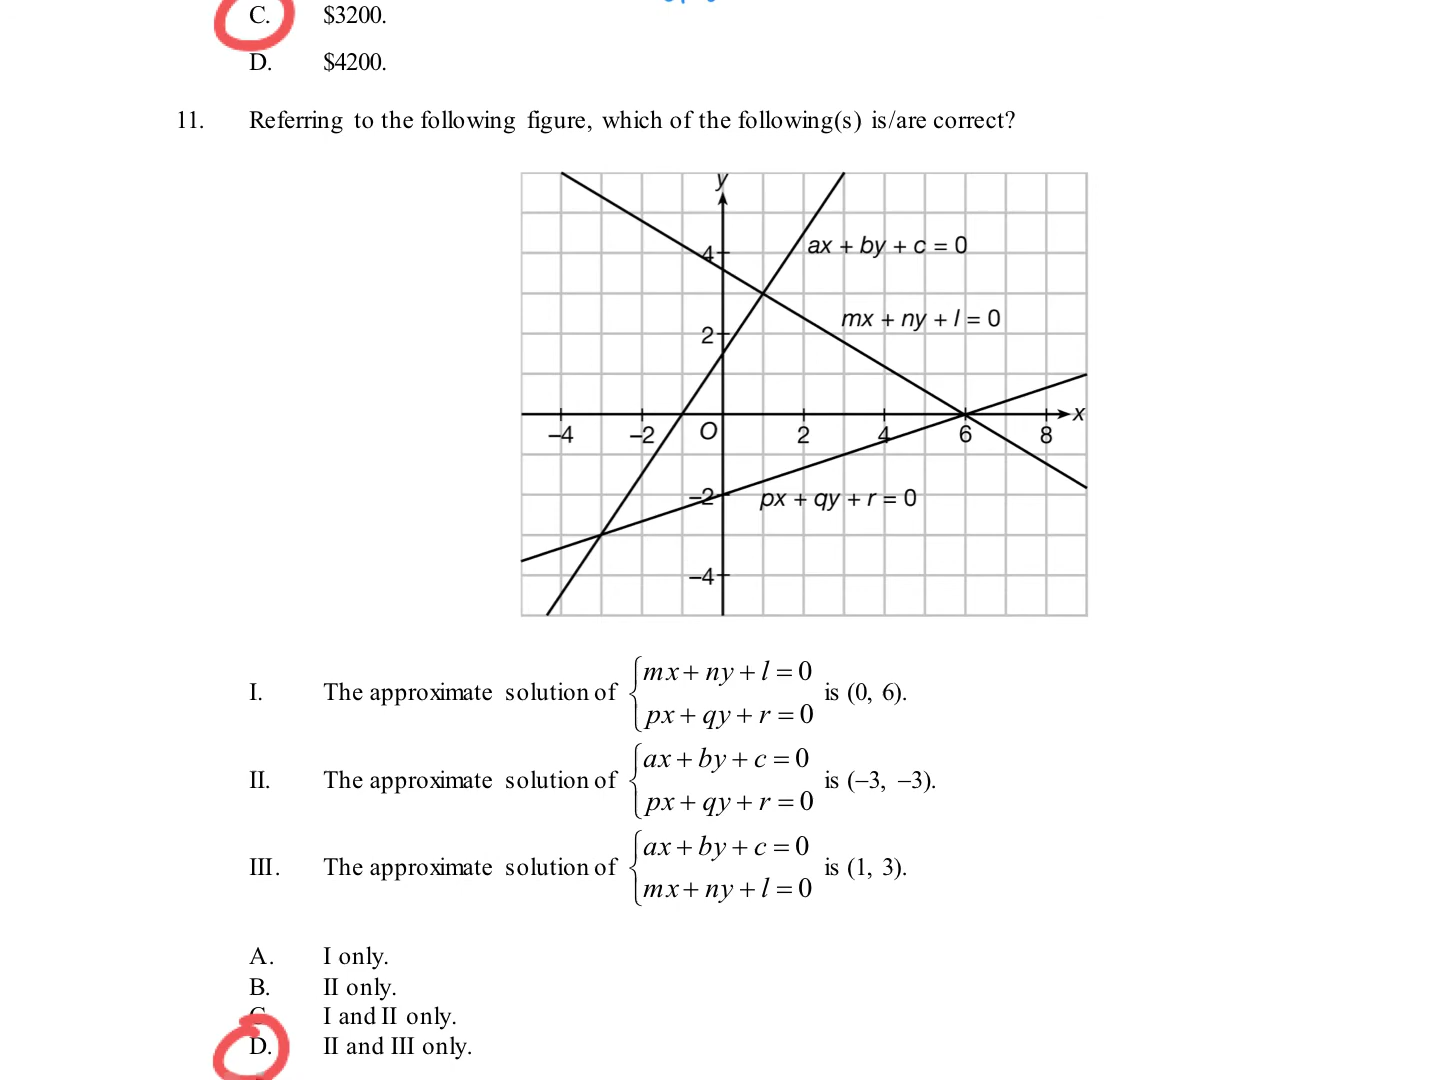 C. $3200.
D. $4200.
11. Referring to the following figure, which of the following(s) is/are correct?
y
4
ax + by + c = 0
mx + ny + l = 0
2
x
–4 –2 O 2 4 6 8
–2
px + qy + r = 0
–4
I. The approximate solution of { mx + ny + l = 0
px + qy + r = 0 is (0, 6).
II. The approximate solution of { ax + by + c = 0
px + qy + r = 0 is (–3, –3).
III. The approximate solution of { ax + by + c = 0
mx + ny + l = 0 is (1, 3).
A. I only.
B. II only.
C. I and II only.
D. II and III only.